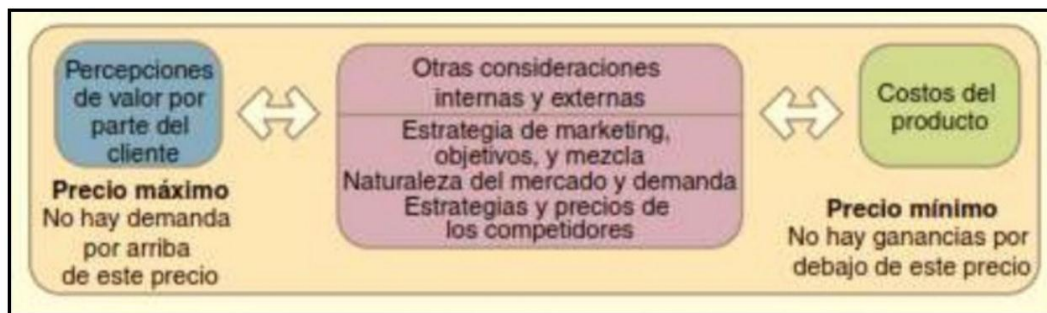 Percepciones
de valor por
parte del
cliente
Precio máximo
No hay demanda
por arriba
de este precio
Otras consideraciones
internas y externas
Estrategia de marketing,
objetivos, y mezcla
Naturaleza del mercado y demanda
Estrategias y precios de
los competidores
Costos del
producto
Precio mínimo
No hay ganancias por
debajo de este precio